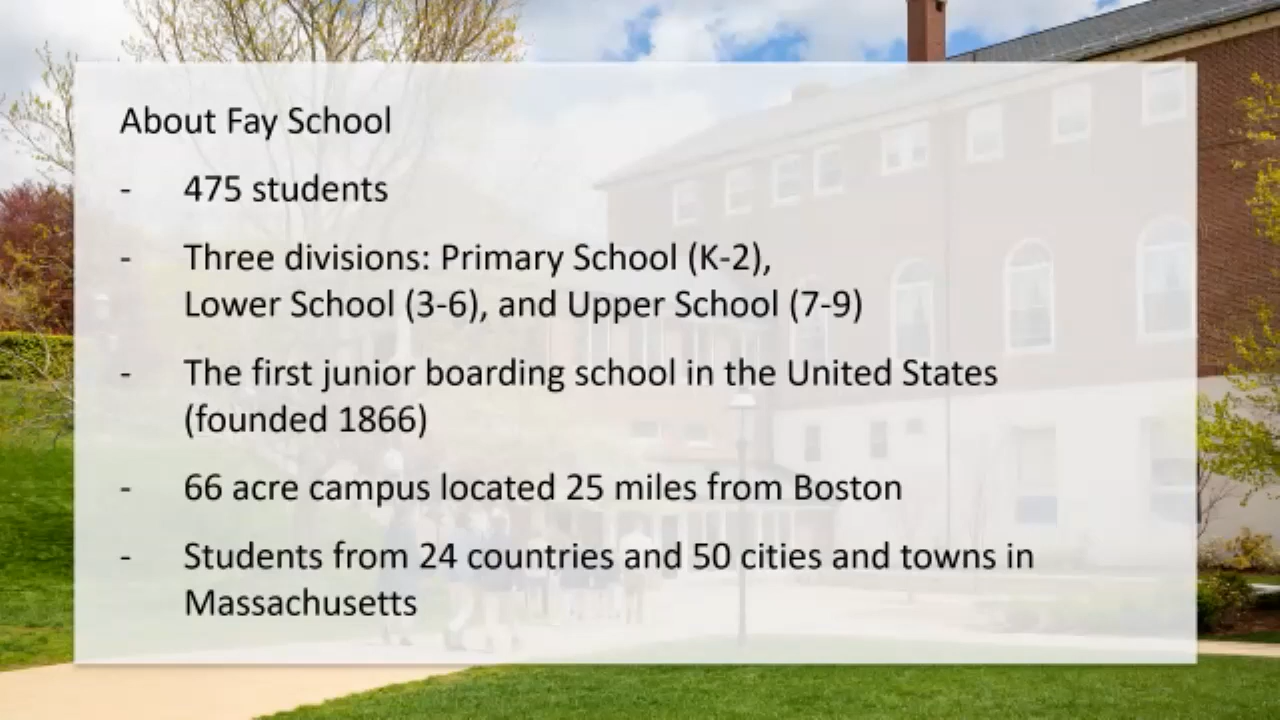 About Fay School
- 475 students
- Three divisions: Primary School (K-2),
Lower School (3-6), and Upper School (7-9)
- The first junior boarding school in the United States
(founded 1866)
- 66 acre campus located 25 miles from Boston
- Students from 24 countries and 50 cities and towns in
Massachusetts